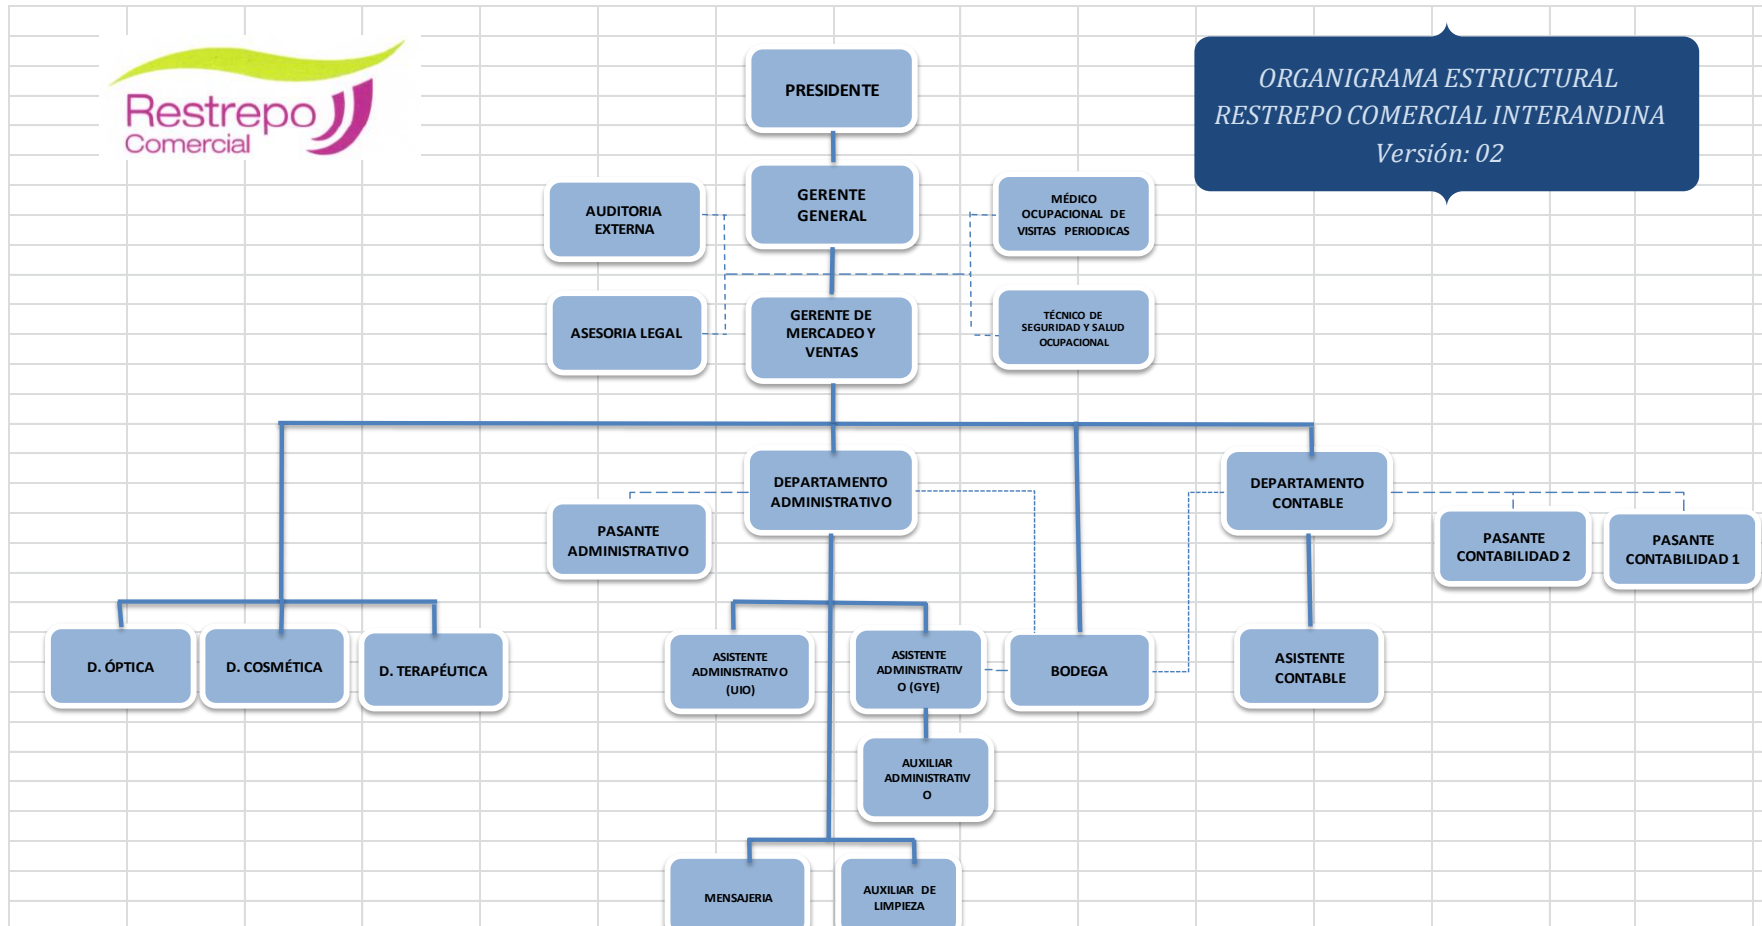 Restrepo
Comercial
PRESIDENTE
ORGANIGRAMA ESTRUCTURAL
RESTREPO COMERCIAL INTERANDINA
Versión: 02
GERENTE
GENERAL
AUDITORIA
EXTERNA
MÉDICO
OCUPACIONAL DE
VISITAS PERIODICAS
ASESORIA LEGAL
GERENTE DE
MERCADEO Y
VENTAS
TÉCNICO DE
SEGURIDAD Y SALUD
OCUPACIONAL
DEPARTAMENTO
ADMINISTRATIVO
DEPARTAMENTO
CONTABLE
PASANTE
ADMINISTRATIVO
PASANTE
CONTABILIDAD 2
PASANTE
CONTABILIDAD 1
D. ÓPTICA
D. COSMÉTICA
D. TERAPÉUTICA
ASISTENTE
ADMINISTRATIVO
(UIO)
ASISTENTE
ADMINISTRATIV
O (GYE)
BODEGA
ASISTENTE
CONTABLE
AUXILIAR
ADMINISTRATIV
O
MENSAJERIA
AUXILIAR DE
LIMPIEZA